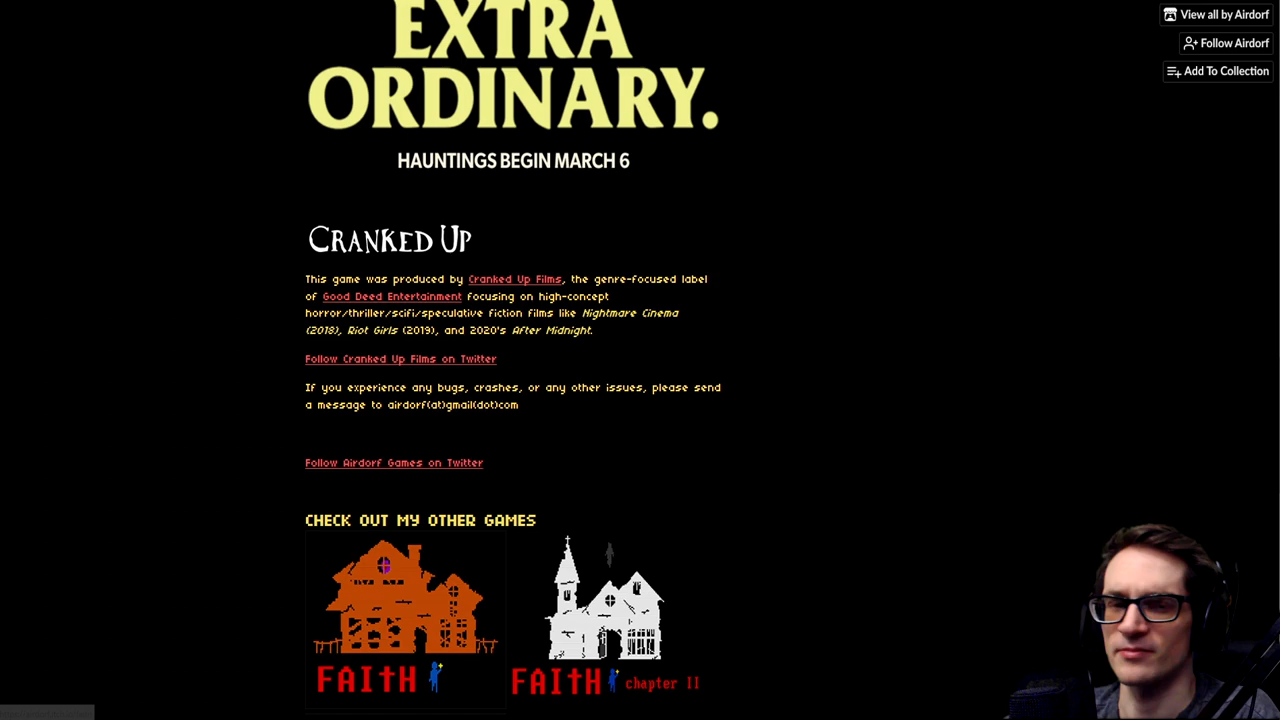 EXTRA
ORDINARY.
HAUNTINGS BEGIN MARCH 6
CRANKED UP
This game was produced by Cranked Up Films, the genre-focused label
of Good Deed Entertainment focusing on high-concept
horror/thriller/scifi/speculative fiction films like Nightmare Cinema
(2018), Riot Girls (2019), and 2020's After Midnight.
Follow Cranked Up Films on Twitter
If you experience any bugs, crashes, or any other issues, please send
a message to airdorf(at)gmail(dot)com
Follow Airdorf Games on Twitter
CHECK OUT MY OTHER GAMES
FAItH
FAItH chapter II
View all by Airdorf
Follow Airdorf
Add To Collection